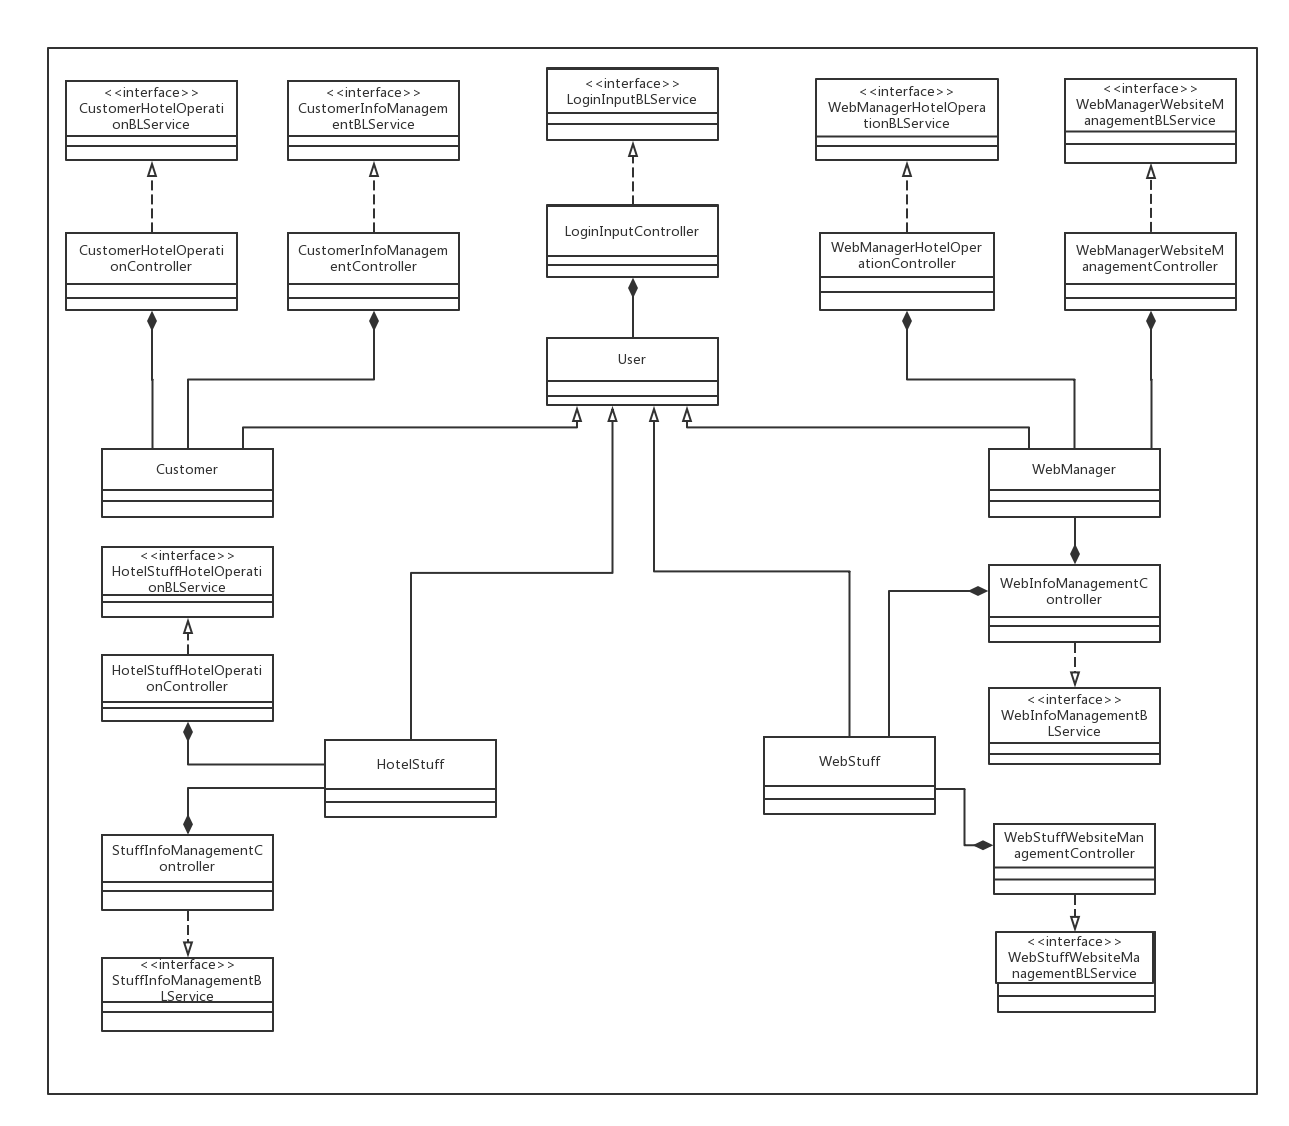 <<interface>>
CustomerHotelOperati
onBLService
<<interface>>
CustomerInfoManagem
entBLService
<<interface>>
LoginInputBLService
<<interface>>
WebManagerHotelOpera
tionBLService
<<interface>>
WebManagerWebsiteM
anagementBLService
CustomerHotelOperati
onController
CustomerInfoManagem
entController
LoginInputController
WebManagerHotelOper
ationController
WebManagerWebsiteM
anagementController
User
Customer
WebManager
<<interface>>
HotelStuffHotelOperati
onBLService
WebInfoManagementC
ontroller
HotelStuffHotelOperati
onController
<<interface>>
WebInfoManagementB
LService
HotelStuff
WebStuff
StuffInfoManagementC
ontroller
WebStuffWebsiteMan
agementController
<<interface>>
StuffInfoManagementB
LService
<<interface>>
WebStuffWebsiteMa
nagementBLService